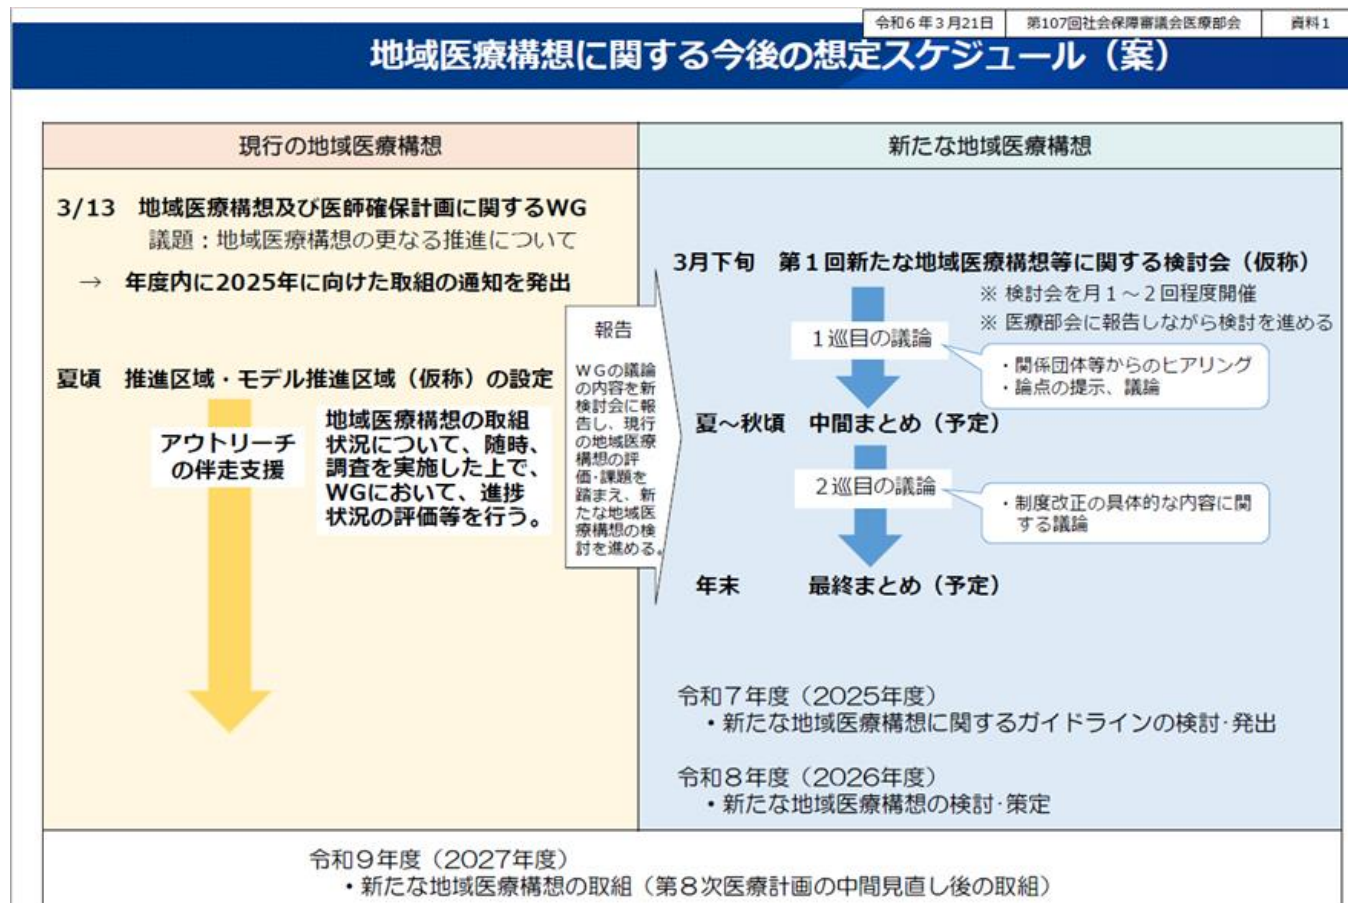 令和6年3月21日 第107回社会保障審議会医療部会 資料1
地域医療構想に関する今後の想定スケジュール（案）
現行の地域医療構想
3/13 地域医療構想及び医師確保計画に関するWG
議題：地域医療構想の更なる推進について
→ 年度内に2025年に向けた取組の通知を発出
夏頃 推進区域・モデル推進区域（仮称）の設定
アウトリーチ
の伴走支援
地域医療構想の取組
状況について、随時、
調査を実施した上で、
WGにおいて、進捗
状況の評価等を行う。
報告
WGの議論
の内容を新
検討会に報
告し、現行
の地域医療
構想の評
価･課題を
踏まえ、新
たな地域医
療構想の検
討を進める。
新たな地域医療構想
3月下旬 第1回新たな地域医療構想等に関する検討会（仮称）
※ 検討会を月1～2回程度開催
※ 医療部会に報告しながら検討を進める
1巡目の議論
・関係団体等からのヒアリング
・論点の提示、議論
夏～秋頃 中間まとめ（予定）
2巡目の議論
・制度改正の具体的な内容に関
する議論
年末 最終まとめ（予定）
令和7年度（2025年度）
・新たな地域医療構想に関するガイドラインの検討･発出
令和8年度（2026年度）
・新たな地域医療構想の検討･策定
令和9年度（2027年度）
・新たな地域医療構想の取組（第8次医療計画の中間見直し後の取組）